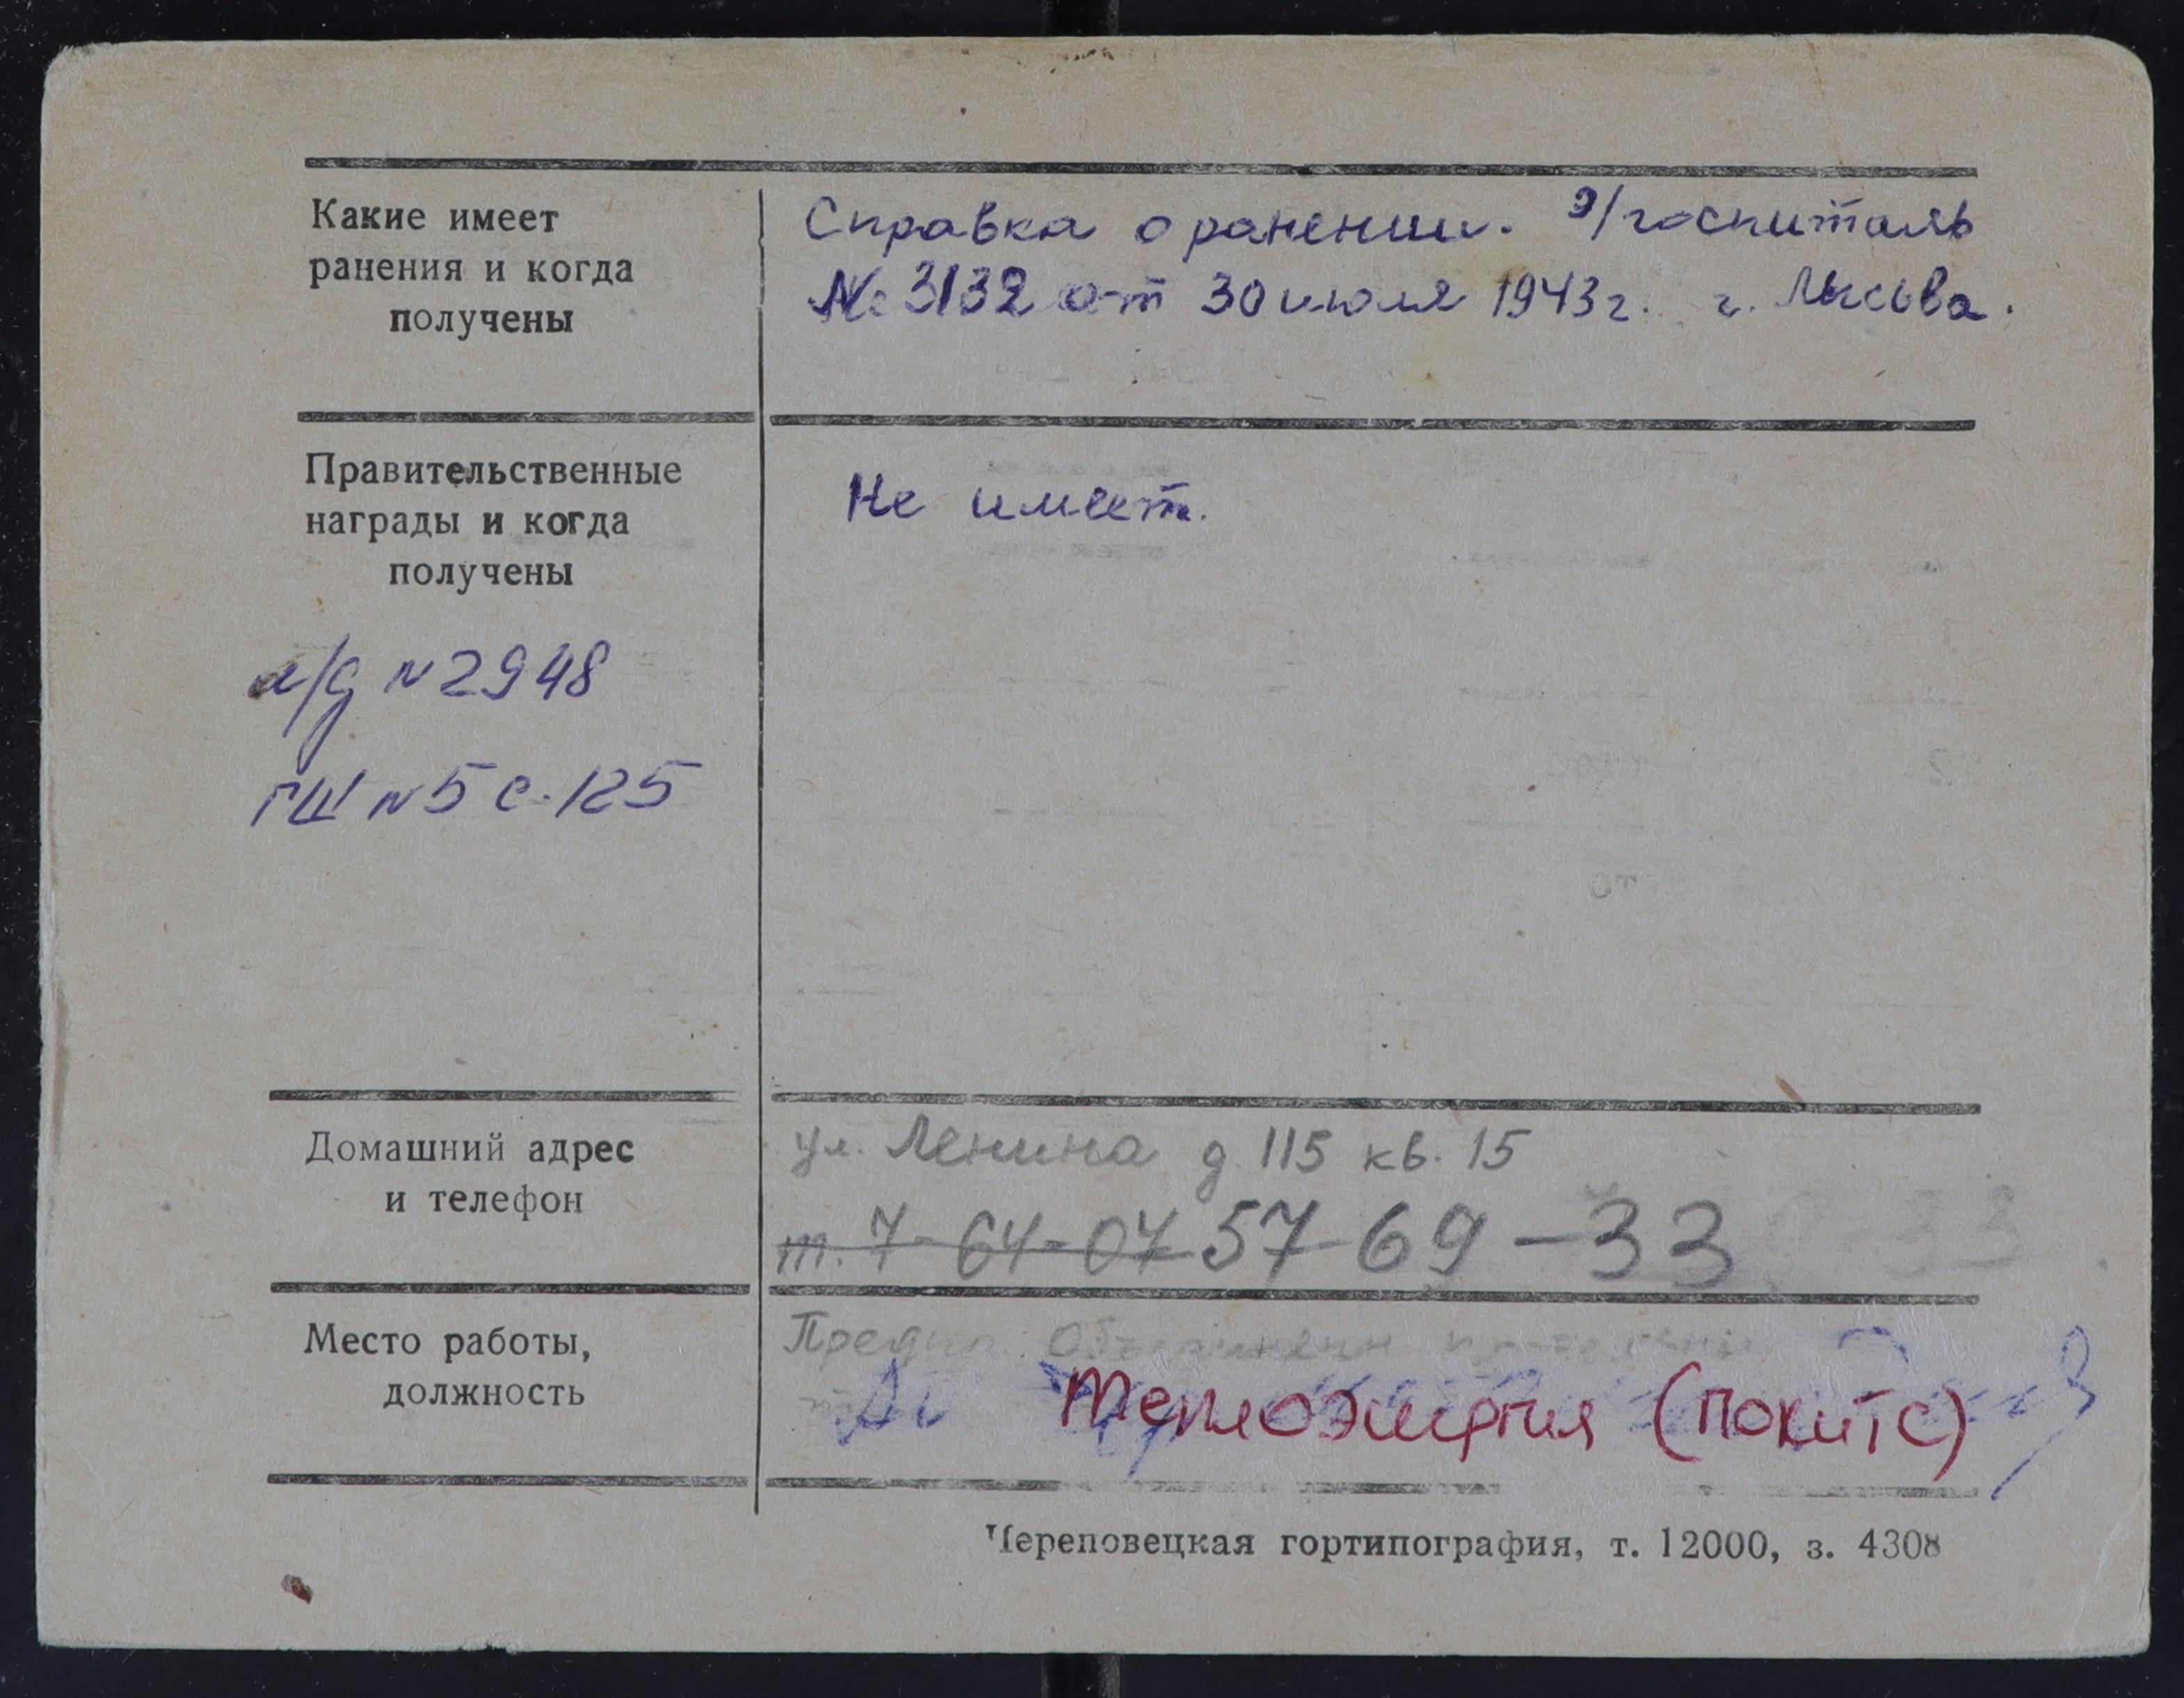 Какие имеет
ранения и когда
получены
Справка о ранении. э/госпиталь
№ 3132 от 30 июля 1943 г. г. Лысьва.
Правительственные
награды и когда
получены
Не имеет.
л/д № 2948
ГШ № 5 с. 125
Домашний адрес
и телефон
ул. Ленина д 115 кв. 15
т. 7-64-07 57-69-33
Место работы,
должность
Теплоэнергия (ПОКиТС)
Череповецкая гортипография, т. 12000, з. 4308